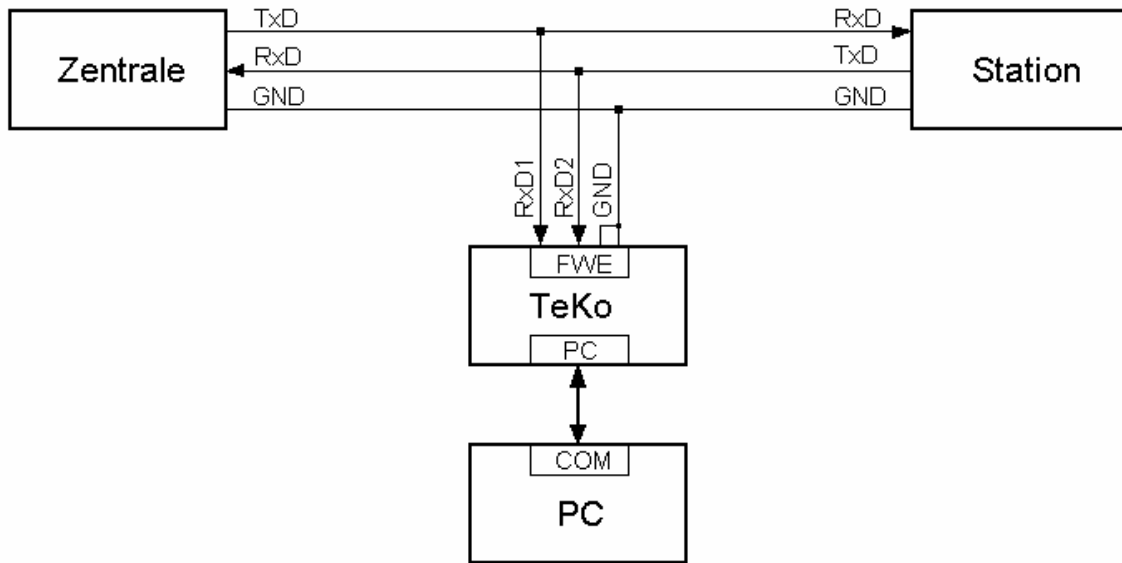 TxD RxD
Zentrale RxD TxD Station
GND GND
RxD1 RxD2 GND
FWE
TeKo
PC
COM
PC